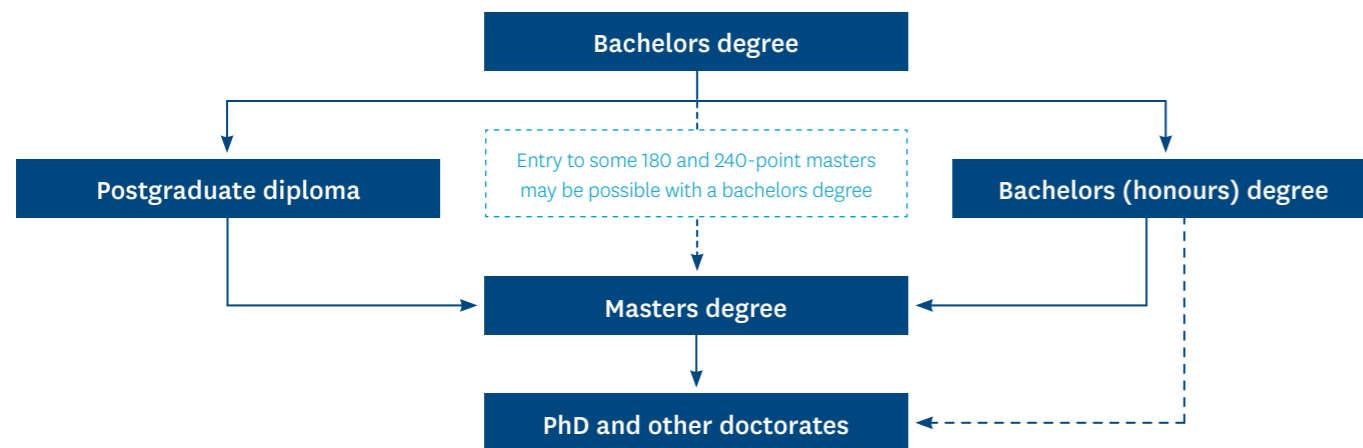 Bachelors degree
Entry to some 180 and 240-point masters
may be possible with a bachelors degree
Postgraduate diploma
Bachelors (honours) degree
Masters degree
PhD and other doctorates